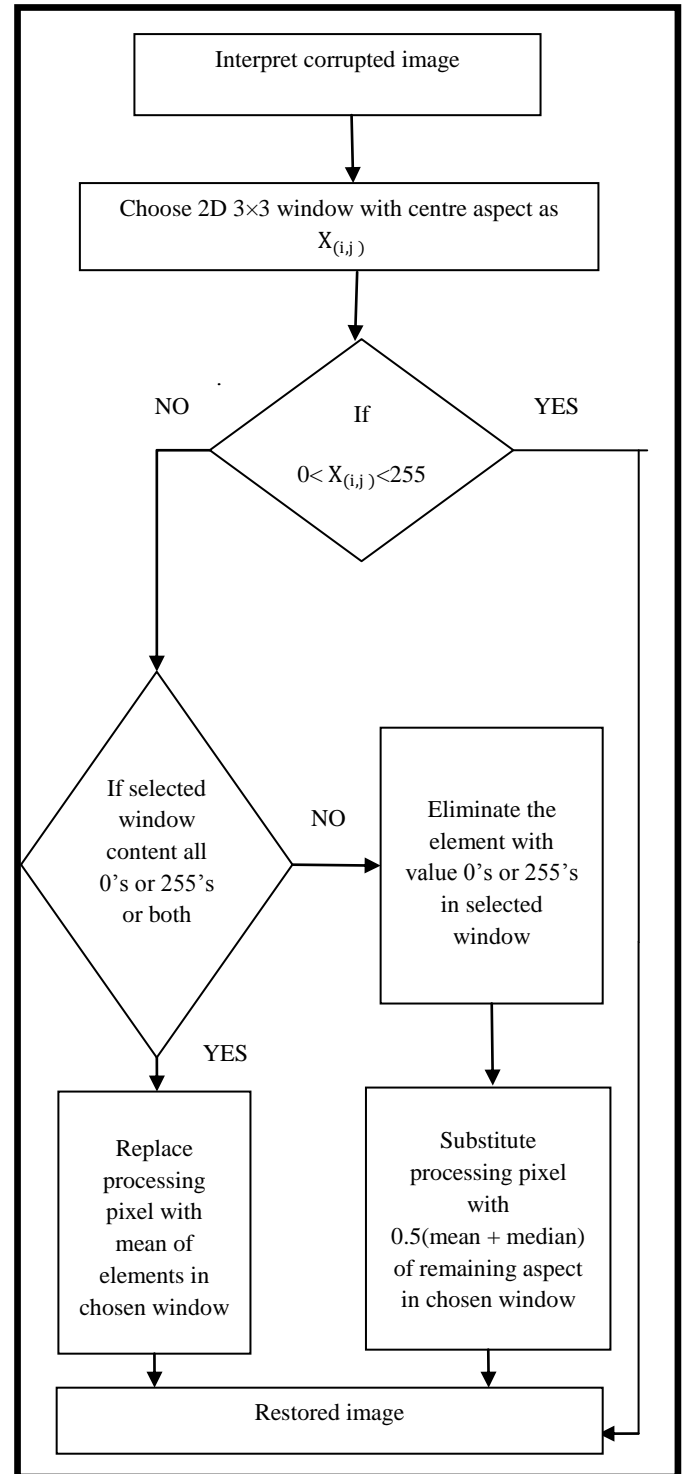 Interpret corrupted image
Choose 2D 3×3 window with centre aspect as
X(i,j)
NO
If
YES
0< X(i,j)<255
If selected
window
content all
0's or 255's
or both
NO
Eliminate the
element with
value 0's or 255's
in selected
window
YES
Replace
processing
pixel with
mean of
elements in
chosen window
Substitute
processing pixel
with
0.5(mean + median)
of remaining aspect
in chosen window
Restored image